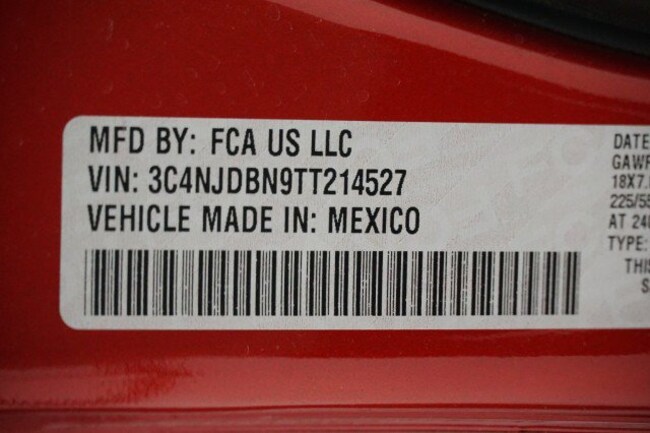 MFD BY: FCA US LLC
VIN: 3C4NJDBN9TT214527
VEHICLE MADE IN: MEXICO
DATE
GAWR
18X7.
225/55
AT 24
TYPE:
THIS
S